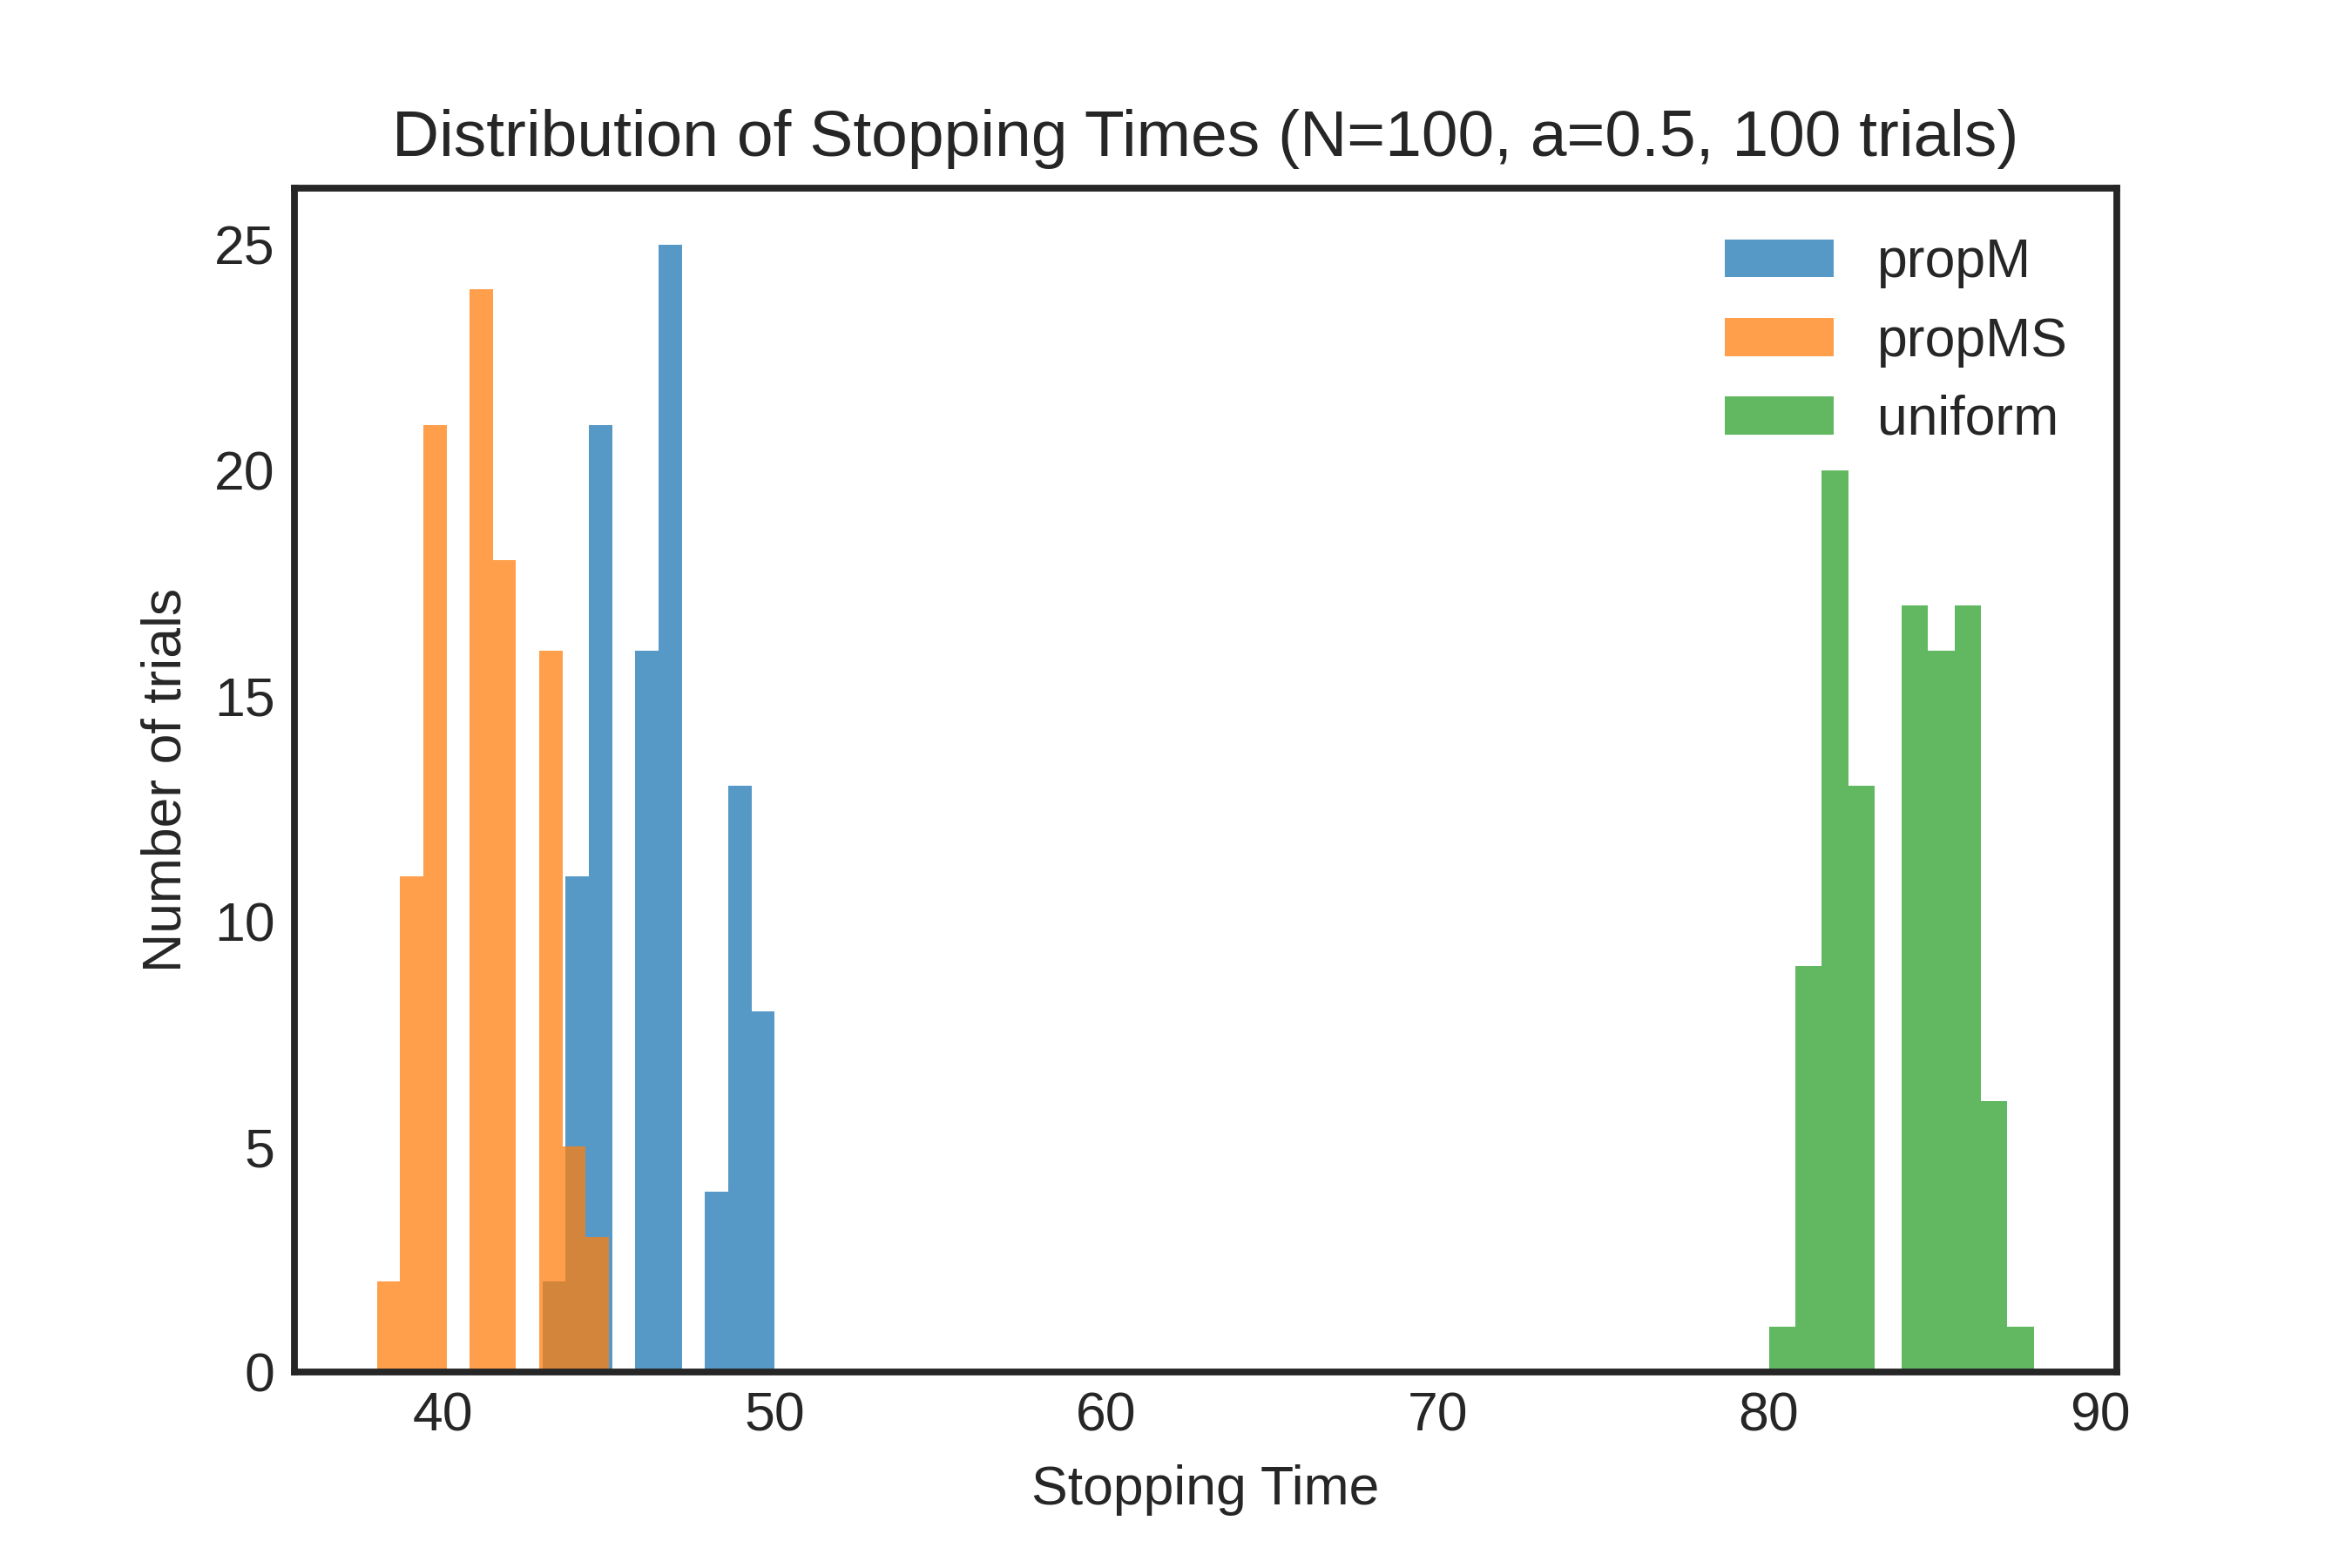 Distribution of Stopping Times (N=100, a=0.5, 100 trials)
propM
propMS
uniform
Number of trials
25
20
15
10
5
0
40 50 60 70 80 90
Stopping Time